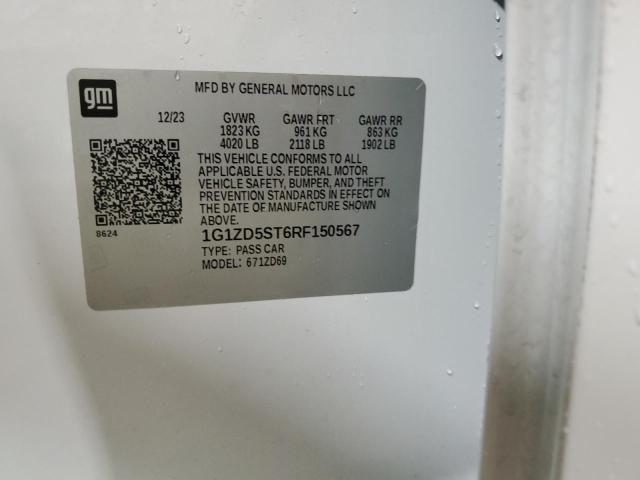 gm
MFD BY GENERAL MOTORS LLC
12/23 GVWR GAWR FRT GAWR RR
1823 KG 961 KG 863 KG
4020 LB 2118 LB 1902 LB
THIS VEHICLE CONFORMS TO ALL
APPLICABLE U.S. FEDERAL MOTOR
VEHICLE SAFETY, BUMPER, AND THEFT
PREVENTION STANDARDS IN EFFECT ON
THE DATE OF MANUFACTURE SHOWN
ABOVE.
8624
1G1ZD5ST6RF150567
TYPE: PASS CAR
MODEL: 671ZD69